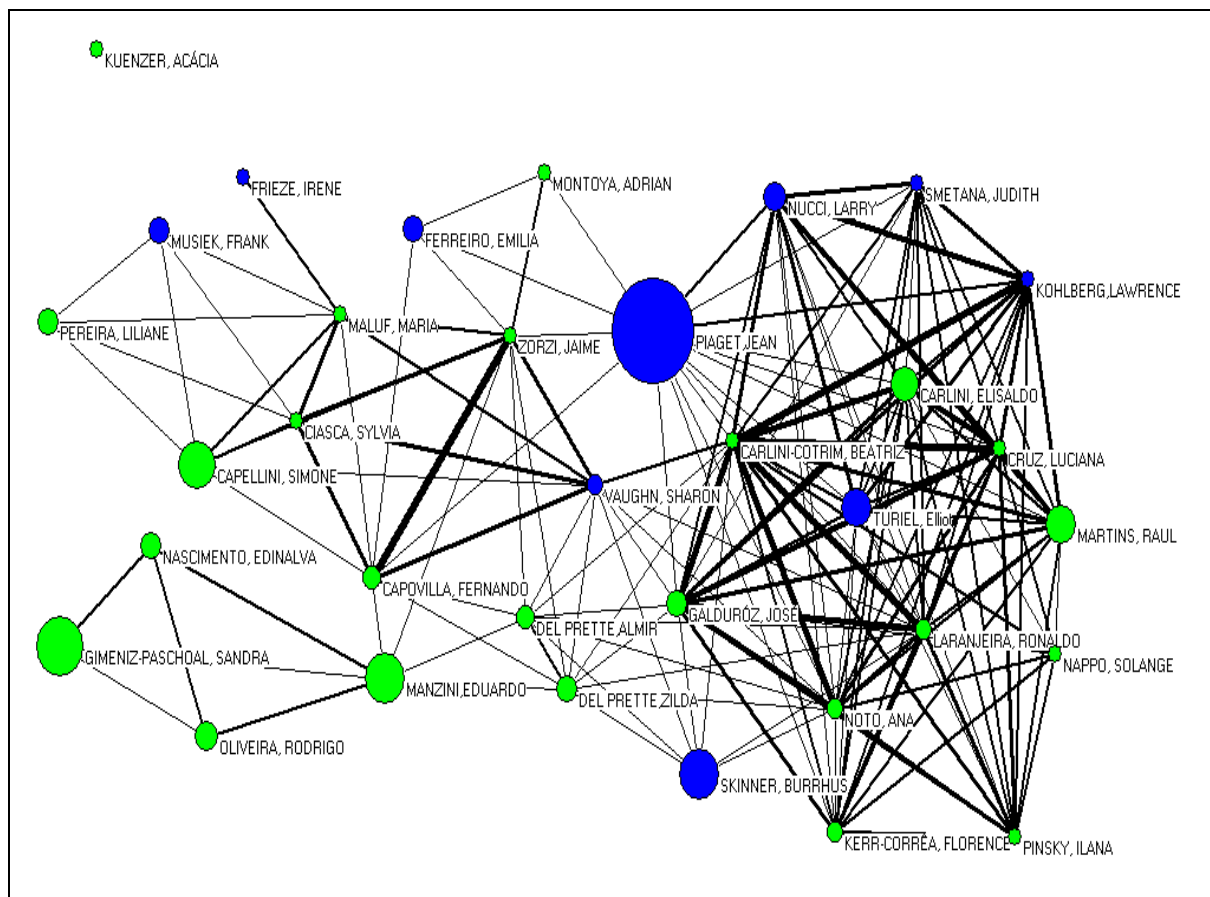 KUENZER, ACÁCIA
FRIEZE, IRENE
MONTOYA, ADRIAN
SMETANA, JUDITH
NUCCI, LARRY
MUSIEK, FRANK
FERREIRO, EMILIA
KOHLBERG,LAWRENCE
PEREIRA, LILIANE
MALUF, MARIA
ZORZI, JAIME
PIAGET,JEAN
CARLINI, ELISALDO
CIASCA, SYLVIA
CARLINI-COTRIM, BEATRIZ
CRUZ, LUCIANA
CAPELLINI, SIMONE
VAUGHN, SHARON
TURIEL, Elliot
MARTINS, RAUL
NASCIMENTO, EDINALVA
CAPOVILLA, FERNANDO
GALDURÓZ, JOSÉ
DEL PRETTE,ALMIR
LARANJEIRA, RONALDO
GIMENIZ-PASCHOAL, SANDRA
NAPPO, SOLANGE
MANZINI,EDUARDO
DEL PRETTE,ZILDA
NOTO, ANA
OLIVEIRA, RODRIGO
SKINNER, BURRHUS
KERR-CORRÊA, FLORENCE
PINSKY, ILANA